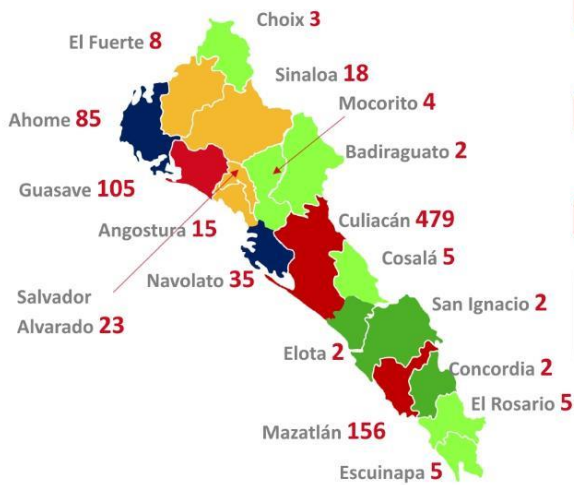 Choix 3
El Fuerte 8
Sinaloa 18
Mocorito 4
Ahome 85
Badiraguato 2
Guasave 105
Culiacán 479
Angostura 15
Cosalá 5
Navolato 35
Salvador
Alvarado 23
San Ignacio 2
Elota 2
Concordia 2
El Rosario 5
Mazatlán 156
Escuinapa 5